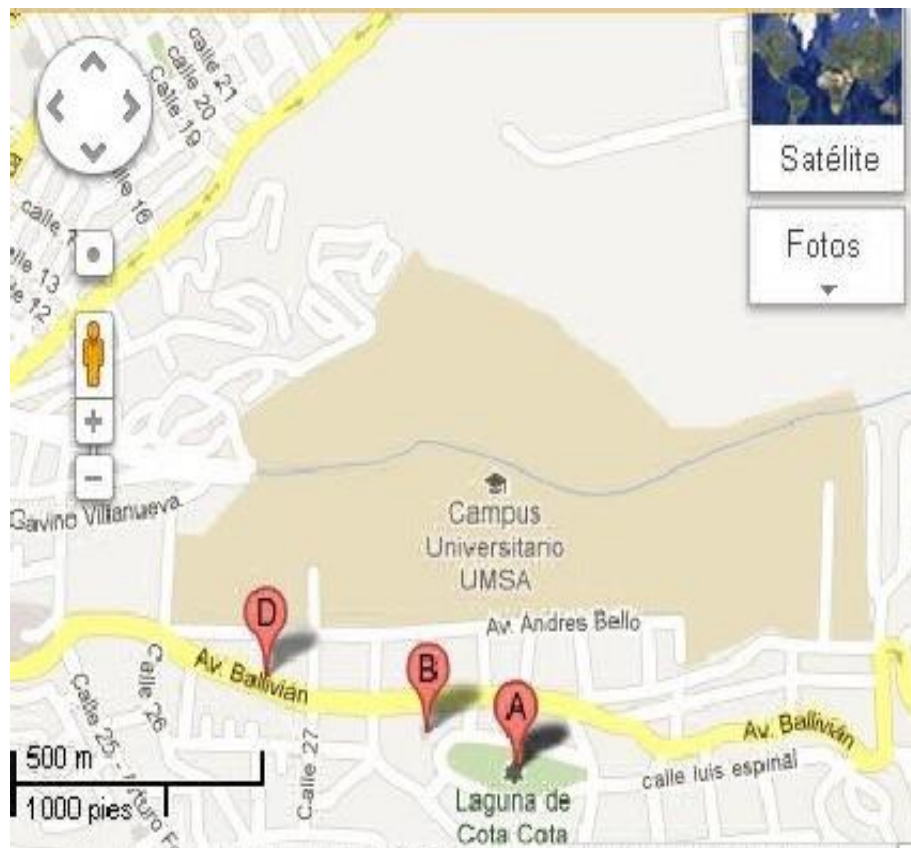 calle 21
calle 20
Calle 19
Satélite
calle 16
Fotos
calle 7
calle 13
12
Gavino Villanueva
Campus
Universitario
UMSA
D
Av. Andres Bello
B
Av. Ballivián
A
Calle 26
Calle 25
Calle 27
Av. Ballivián
calle luis espinal
500 m
1000 pies
Laguna de
Cota Cota